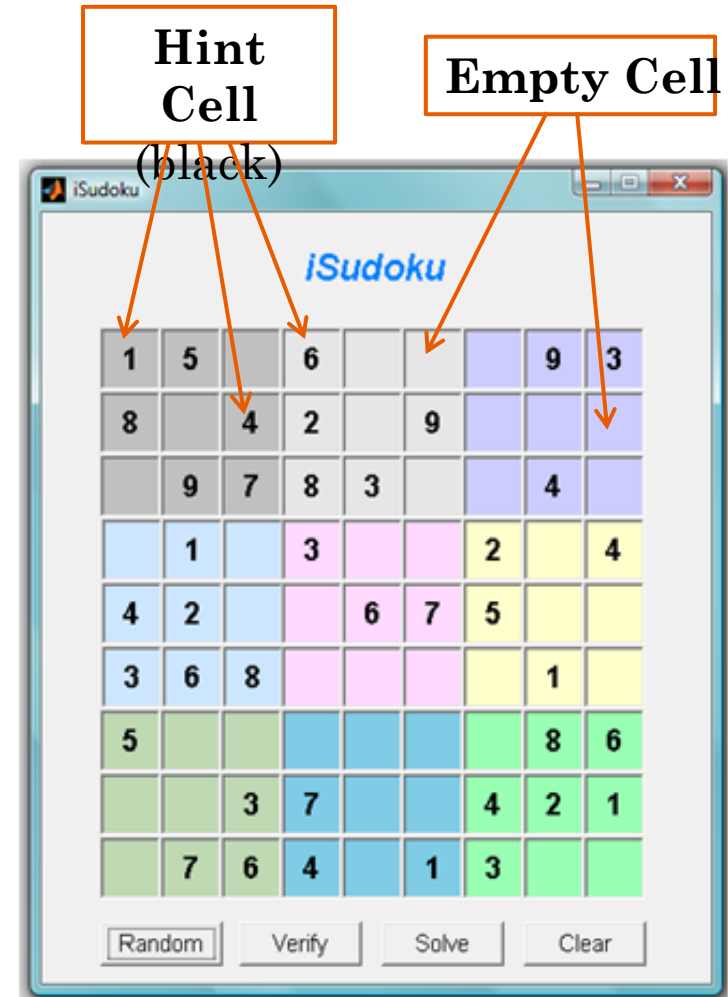 Hint
Cell
(black)
Empty Cell
iSudoku
iSudoku
1 5 6 9 3
8 4 2 9
9 7 8 3 4
1 3 2 4
4 2 6 7 5
3 6 8 1
5 8 6
3 7 4 2 1
7 6 4 1 3
Random Verify Solve Clear